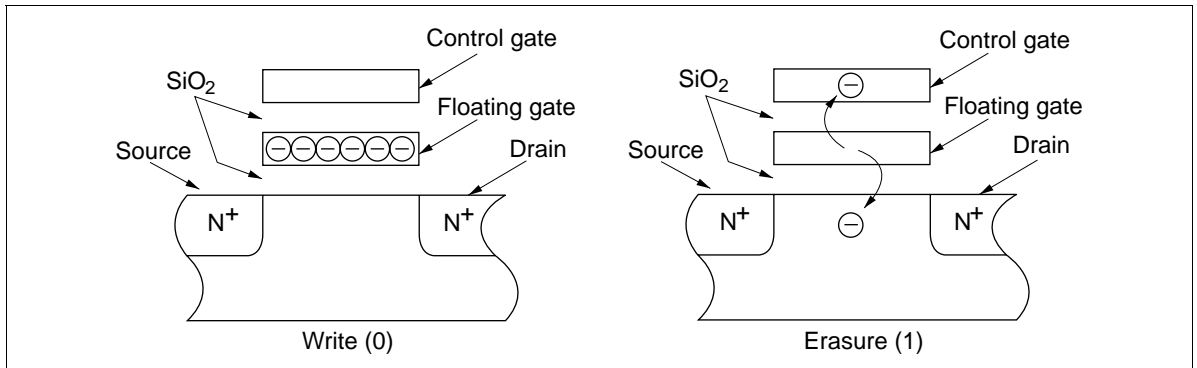 Control gate
SiO2
Floating gate
⊖⊖⊖⊖⊖⊖
Source
Drain
N+
N+
Write (0)
Control gate
⊖
SiO2
Floating gate
Source
Drain
N+
⊖
N+
Erasure (1)